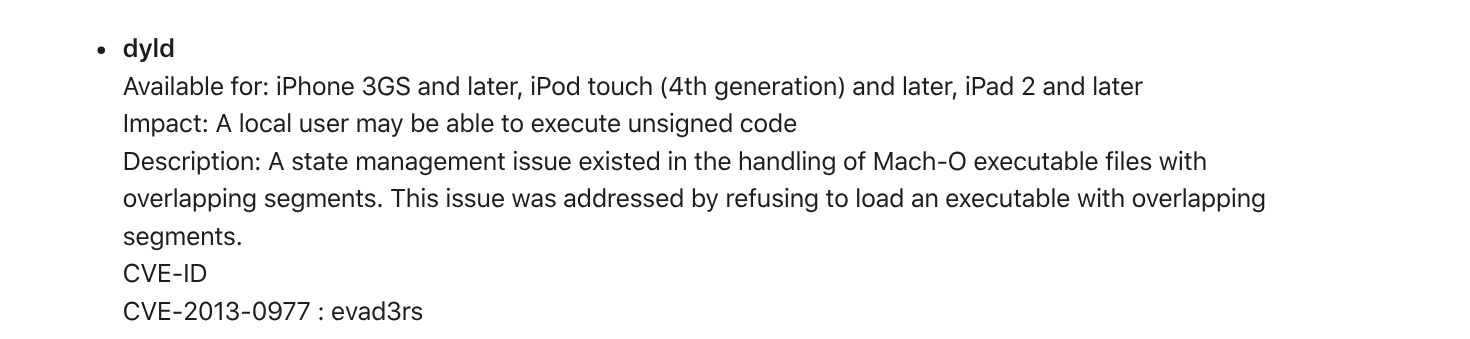 • dyld
Available for: iPhone 3GS and later, iPod touch (4th generation) and later, iPad 2 and later
Impact: A local user may be able to execute unsigned code
Description: A state management issue existed in the handling of Mach-O executable files with
overlapping segments. This issue was addressed by refusing to load an executable with overlapping
segments.
CVE-ID
CVE-2013-0977 : evad3rs